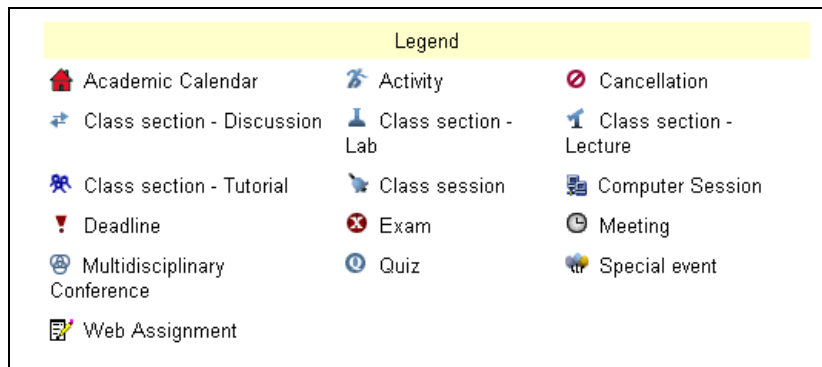 Legend
Academic Calendar
Activity
Cancellation
Class section - Discussion
Class section -
Lab
Class section -
Lecture
Class section - Tutorial
Class session
Computer Session
Deadline
Exam
Meeting
Multidisciplinary
Conference
Quiz
Special event
Web Assignment